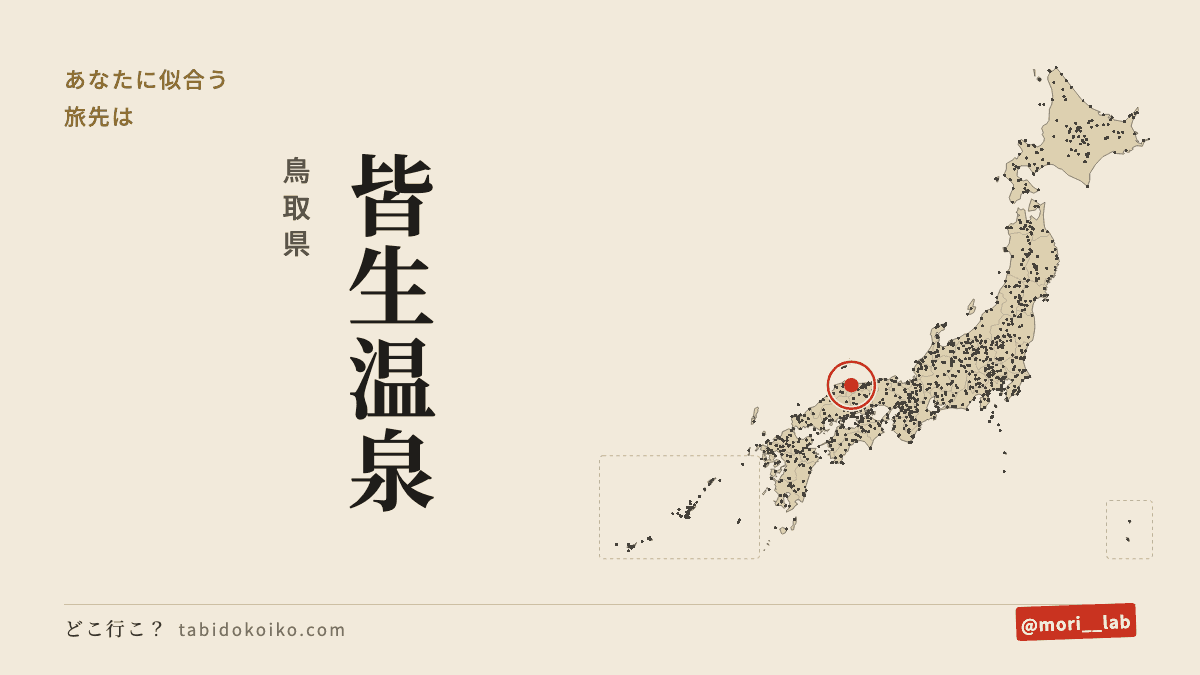 あなたに似合う
旅先は
鳥取県
皆生温泉
どこ行こ？ tabidokoiko.com
@mori__lab